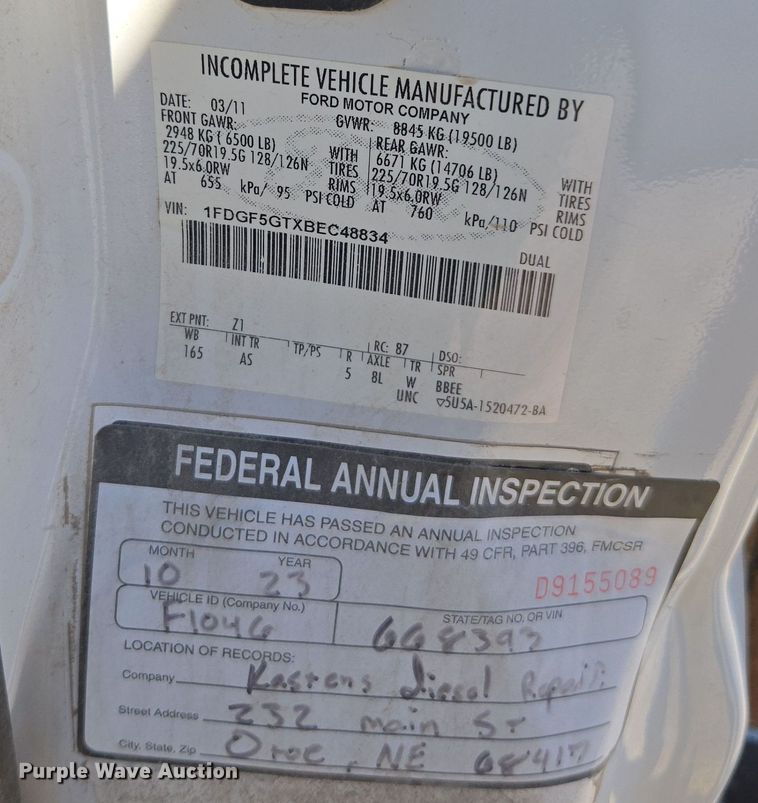 INCOMPLETE VEHICLE MANUFACTURED BY
FORD MOTOR COMPANY
DATE: 03/11 GVWR: 8845 KG (19500 LB)
FRONT GAWR: REAR GAWR:
2948 KG ( 6500 LB) WITH 6671 KG (14706 LB) WITH
225/70R19.5G 128/126N TIRES 225/70R19.5G 128/126N TIRES
19.5x6.0RW RIMS 19.5x6.0RW RIMS
AT 655 kPa/ 95 PSI COLD AT 760 kPa/110 PSI COLD
VIN: 1FDGF5GTXBEC48834
DUAL
EXT PNT: Z1 RC: 87 DSO:
WB INT TR TP/PS R AXLE TR SPR
165 AS 5 8L W BBEE
UNC ▽5U5A-1520472-BA
FEDERAL ANNUAL INSPECTION
THIS VEHICLE HAS PASSED AN ANNUAL INSPECTION
CONDUCTED IN ACCORDANCE WITH 49 CFR, PART 396, FMCSR
MONTH YEAR
10 23 D9155089
VEHICLE ID (Company No.) STATE/TAG NO. OR VIN
F1046 668392
LOCATION OF RECORDS:
Company Kastens diesel Repair
Street Address 232 main St
City, State, Zip Otoe, NE 68417
Purple Wave Auction